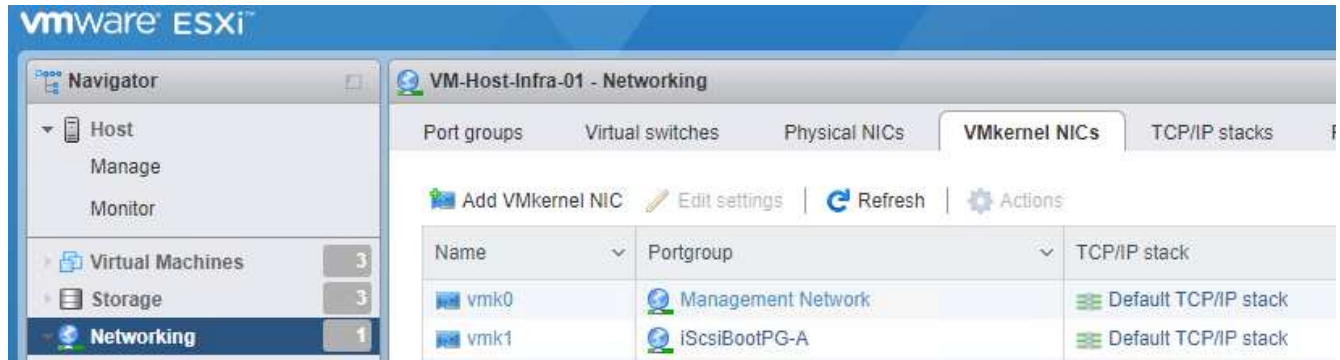 vmware ESXi™
Navigator
VM-Host-Infra-01 - Networking
Host
Manage
Monitor
Virtual Machines 3
Storage 3
Networking 1
Port groups Virtual switches Physical NICs VMkernel NICs TCP/IP stacks
Add VMkernel NIC Edit settings Refresh Actions
Name Portgroup TCP/IP stack
vmk0 Management Network Default TCP/IP stack
vmk1 iScsiBootPG-A Default TCP/IP stack